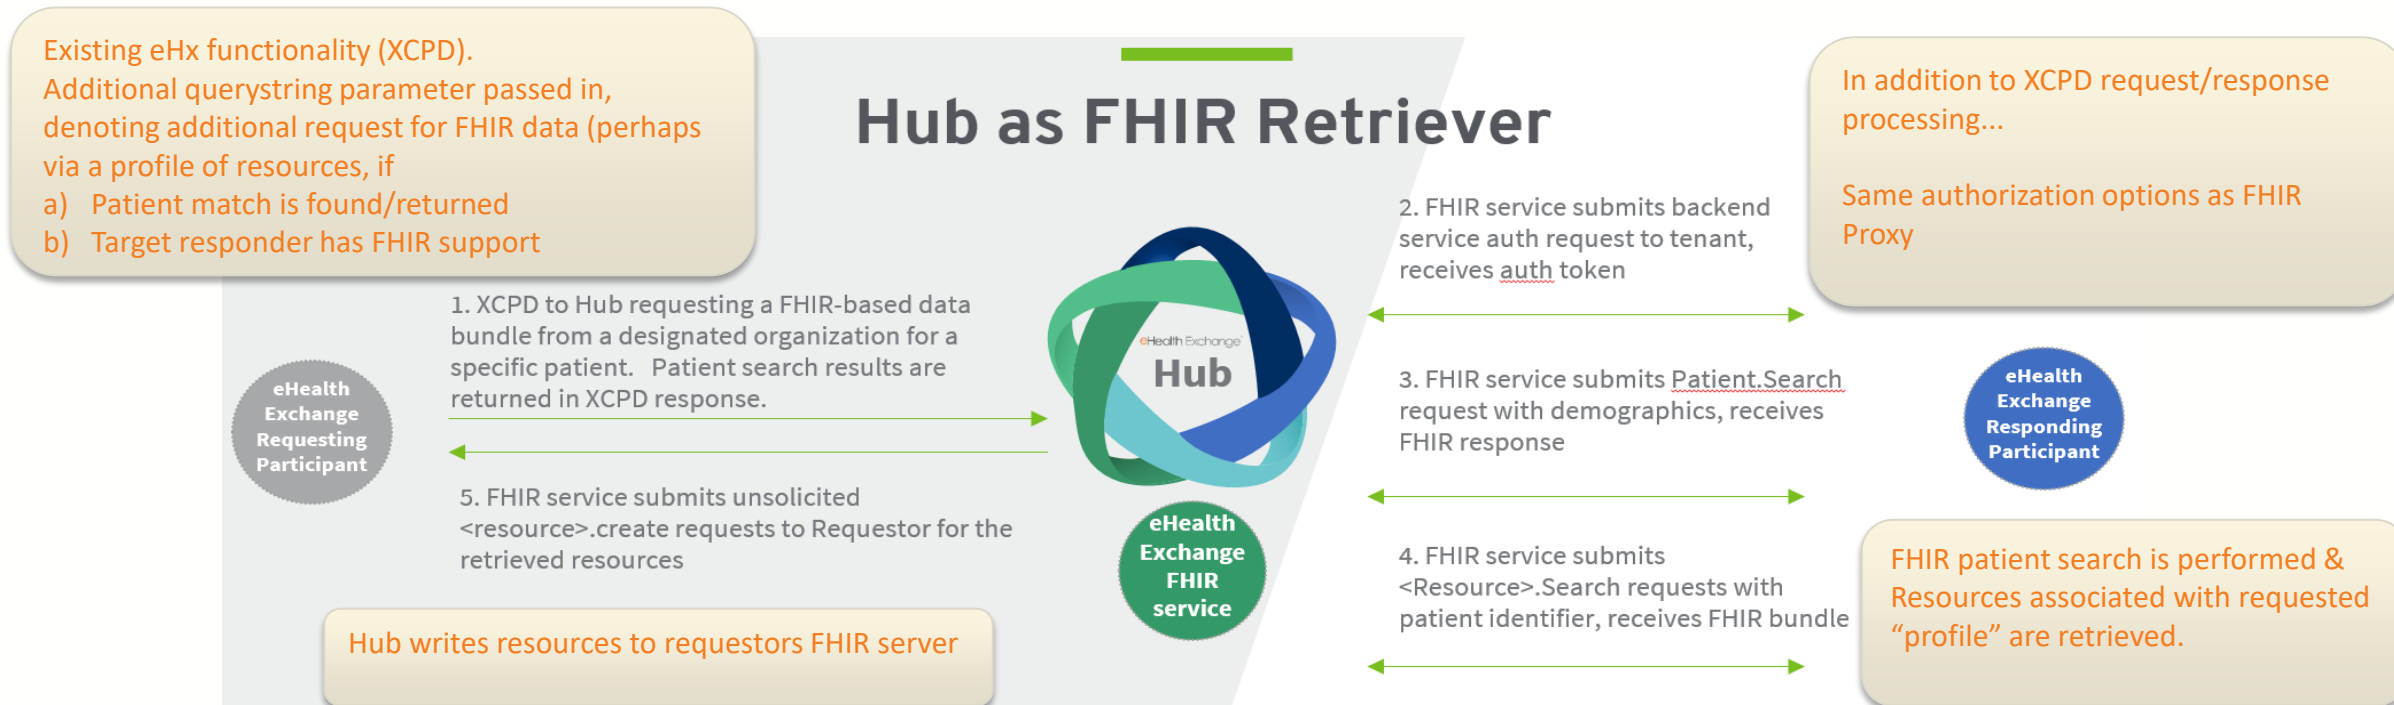 Existing eHx functionality (XCPD).
Additional querystring parameter passed in,
denoting additional request for FHIR data (perhaps
via a profile of resources, if
a) Patient match is found/returned
b) Target responder has FHIR support
Hub as FHIR Retriever
In addition to XCPD request/response
processing...
Same authorization options as FHIR
Proxy
1. XCPD to Hub requesting a FHIR-based data
bundle from a designated organization for a
specific patient. Patient search results are
returned in XCPD response.
2. FHIR service submits backend
service auth request to tenant,
receives auth token
eHealth
Exchange
Requesting
Participant
eHealth Exchange
Hub
3. FHIR service submits Patient.Search
request with demographics, receives
FHIR response
eHealth
Exchange
Responding
Participant
5. FHIR service submits unsolicited
<resource>.create requests to Requestor for the
retrieved resources
eHealth
Exchange
FHIR
service
4. FHIR service submits
<Resource>.Search requests with
patient identifier, receives FHIR bundle
Hub writes resources to requestors FHIR server
FHIR patient search is performed &
Resources associated with requested
“profile” are retrieved.